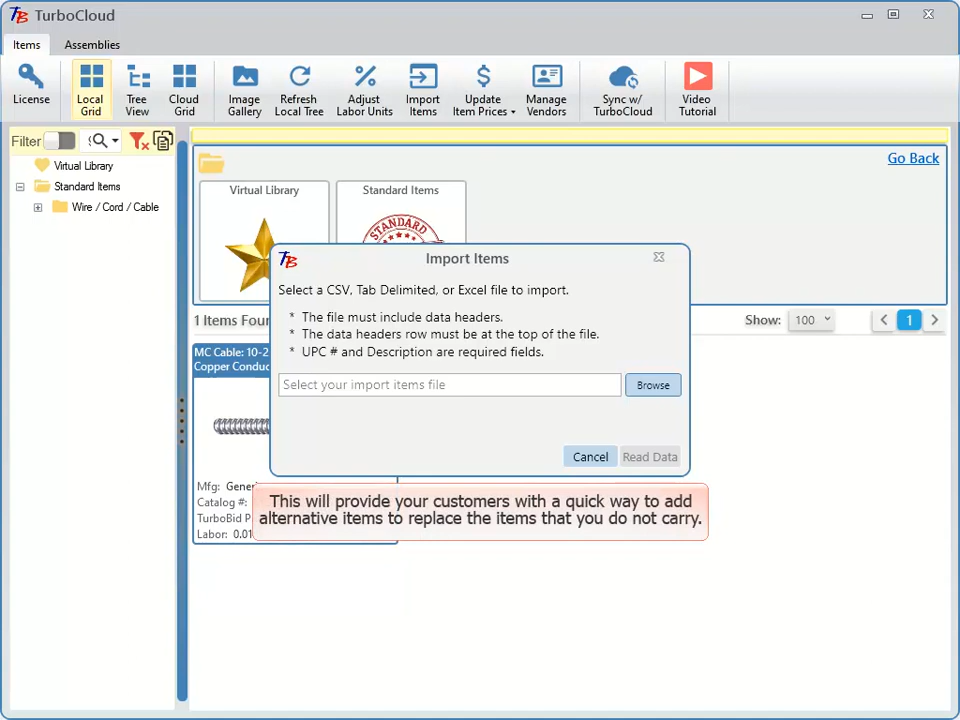 TB TurboCloud
Items Assemblies
License
Local Grid
Tree View
Cloud Grid
Image Gallery
Refresh Local Tree
Adjust Labor Units
Import Items
Update Item Prices
Manage Vendors
Sync w/ TurboCloud
Video Tutorial
Filter
Virtual Library
Standard Items
Wire / Cord / Cable
Go Back
Virtual Library
Standard Items
STANDARD
1 Items Four
Show: 100
1
MC Cable: 10-2
Copper Conduc
Mfg: Generi
Catalog #:
TurboBid P
Labor: 0.01
TB Import Items
Select a CSV, Tab Delimited, or Excel file to import.
* The file must include data headers.
* The data headers row must be at the top of the file.
* UPC # and Description are required fields.
Select your import items file
Browse
Cancel
Read Data
This will provide your customers with a quick way to add
alternative items to replace the items that you do not carry.